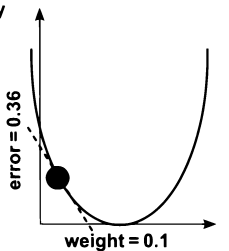 y
error = 0.36
weight = 0.1